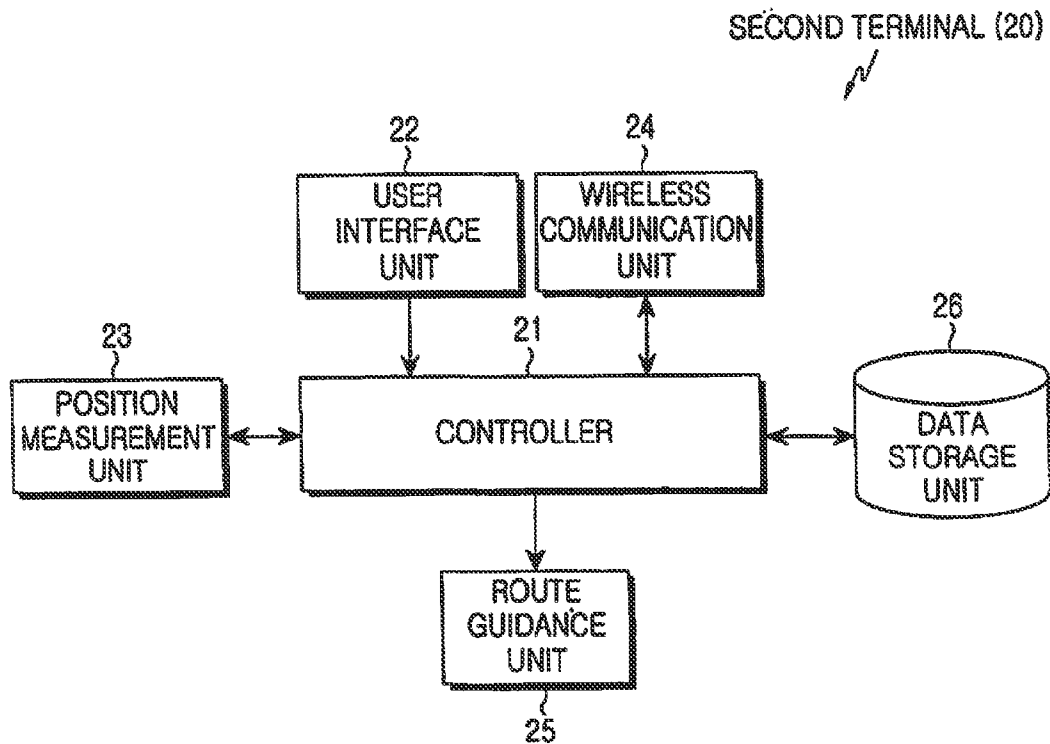 SECOND TERMINAL (20)
22
24
USER
INTERFACE
UNIT
WIRELESS
COMMUNICATION
UNIT
23
21
26
POSITION
MEASUREMENT
UNIT
CONTROLLER
DATA
STORAGE
UNIT
ROUTE
GUIDANCE
UNIT
25